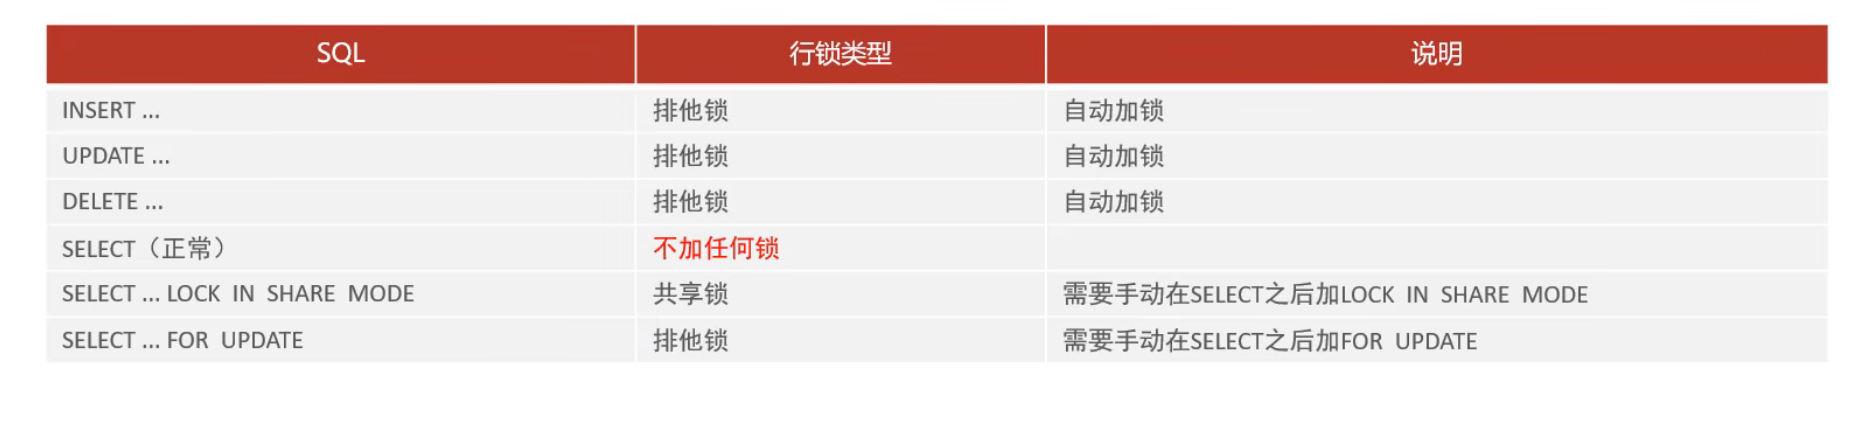 SQL 行锁类型 说明
INSERT ... 排他锁 自动加锁
UPDATE ... 排他锁 自动加锁
DELETE ... 排他锁 自动加锁
SELECT（正常） 不加任何锁
SELECT ... LOCK IN SHARE MODE 共享锁 需要手动在SELECT之后加LOCK IN SHARE MODE
SELECT ... FOR UPDATE 排他锁 需要手动在SELECT之后加FOR UPDATE